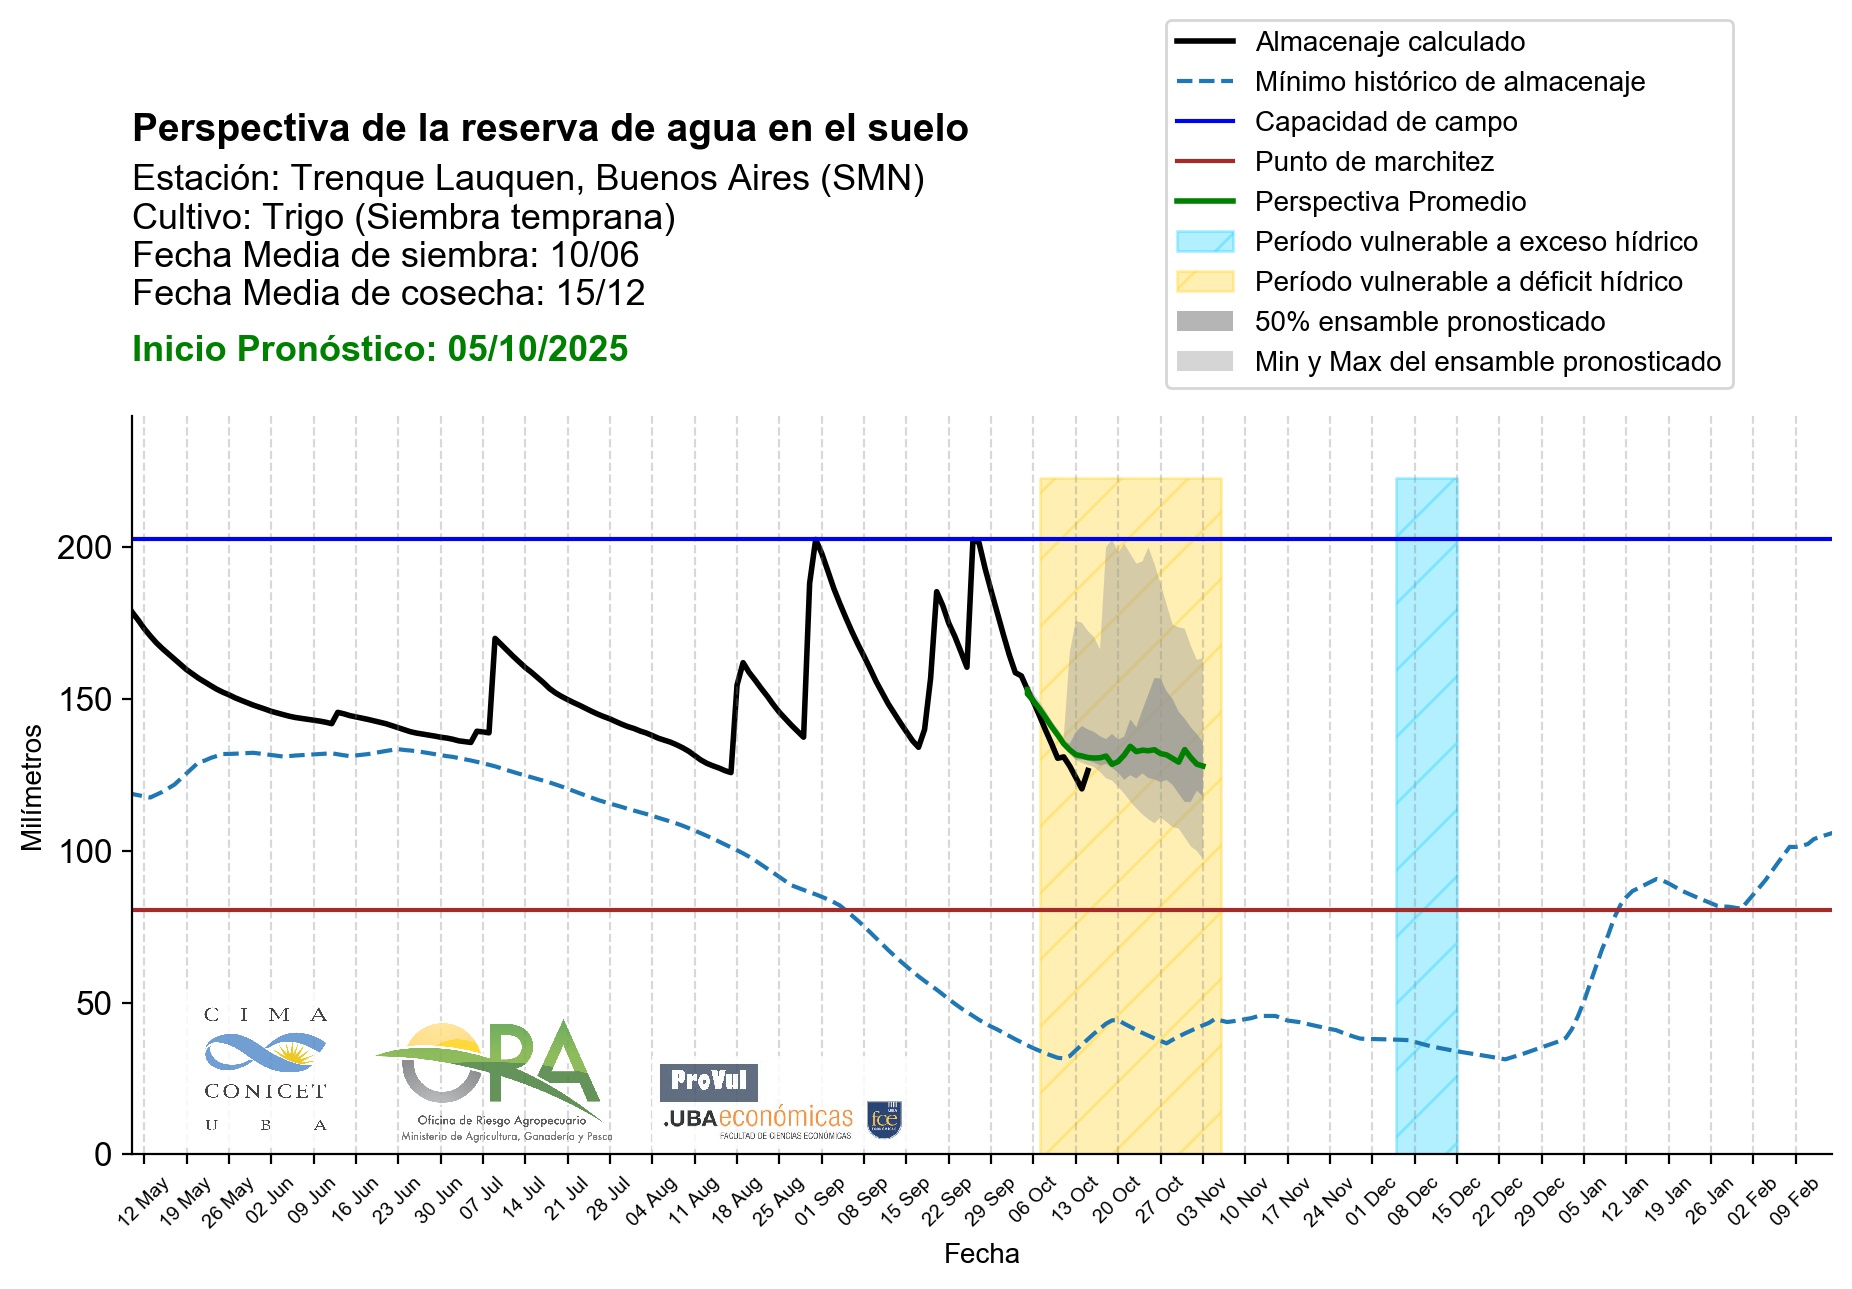 Almacenaje calculado
Mínimo histórico de almacenaje
Capacidad de campo
Punto de marchitez
Perspectiva Promedio
Período vulnerable a exceso hídrico
Período vulnerable a déficit hídrico
50% ensamble pronosticado
Min y Max del ensamble pronosticado
Perspectiva de la reserva de agua en el suelo
Estación: Trenque Lauquen, Buenos Aires (SMN)
Cultivo: Trigo (Siembra temprana)
Fecha Media de siembra: 10/06
Fecha Media de cosecha: 15/12
Inicio Pronóstico: 05/10/2025
Milímetros
200
150
100
50
0
C I M A
CONICET
U B A
ORA
Oficina de Riesgo Agropecuario
Ministerio de Agricultura, Ganadería y Pesca
ProVul
.UBAeconómicas
FACULTAD DE CIENCIAS ECONÓMICAS
UBA
fce
12 May
19 May
26 May
02 Jun
09 Jun
16 Jun
23 Jun
30 Jun
07 Jul
14 Jul
21 Jul
28 Jul
04 Aug
11 Aug
18 Aug
25 Aug
01 Sep
08 Sep
15 Sep
22 Sep
29 Sep
06 Oct
13 Oct
20 Oct
27 Oct
03 Nov
10 Nov
17 Nov
24 Nov
01 Dec
08 Dec
15 Dec
22 Dec
29 Dec
05 Jan
12 Jan
19 Jan
26 Jan
02 Feb
09 Feb
Fecha